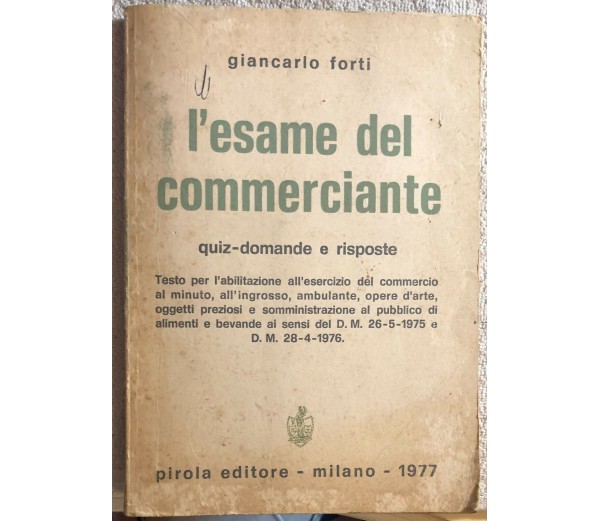 giancarlo forti
l'esame del
commerciante
quiz-domande e risposte
Testo per l'abilitazione all'esercizio del commercio
al minuto, all'ingrosso, ambulante, opere d'arte,
oggetti preziosi e somministrazione al pubblico di
alimenti e bevande ai sensi del D. M. 26-5-1975 e
D. M. 28-4-1976.
pirola editore - milano - 1977